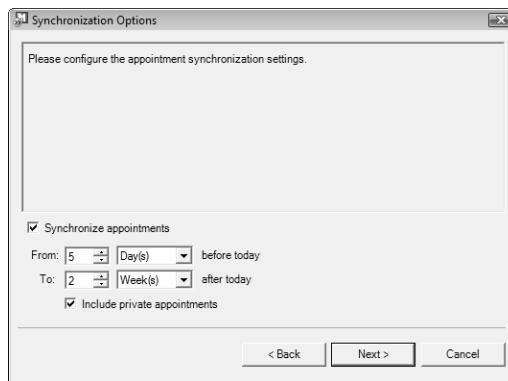 Synchronization Options
Please configure the appointment synchronization settings.
Synchronize appointments
From: 5 Day(s) before today
To: 2 Week(s) after today
Include private appointments
< Back Next > Cancel